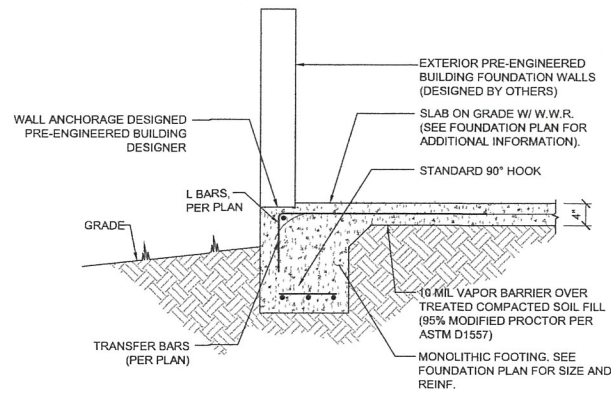 EXTERIOR PRE-ENGINEERED
BUILDING FOUNDATION WALLS
(DESIGNED BY OTHERS)
WALL ANCHORAGE DESIGNED
PRE-ENGINEERED BUILDING
DESIGNER
SLAB ON GRADE W/ W.W.R.
(SEE FOUNDATION PLAN FOR
ADDITIONAL INFORMATION).
STANDARD 90° HOOK
L BARS,
PER PLAN
GRADE
4"
10 MIL VAPOR BARRIER OVER
TREATED COMPACTED SOIL FILL
(95% MODIFIED PROCTOR PER
ASTM D1557)
TRANSFER BARS
(PER PLAN)
MONOLITHIC FOOTING. SEE
FOUNDATION PLAN FOR SIZE AND
REINF.